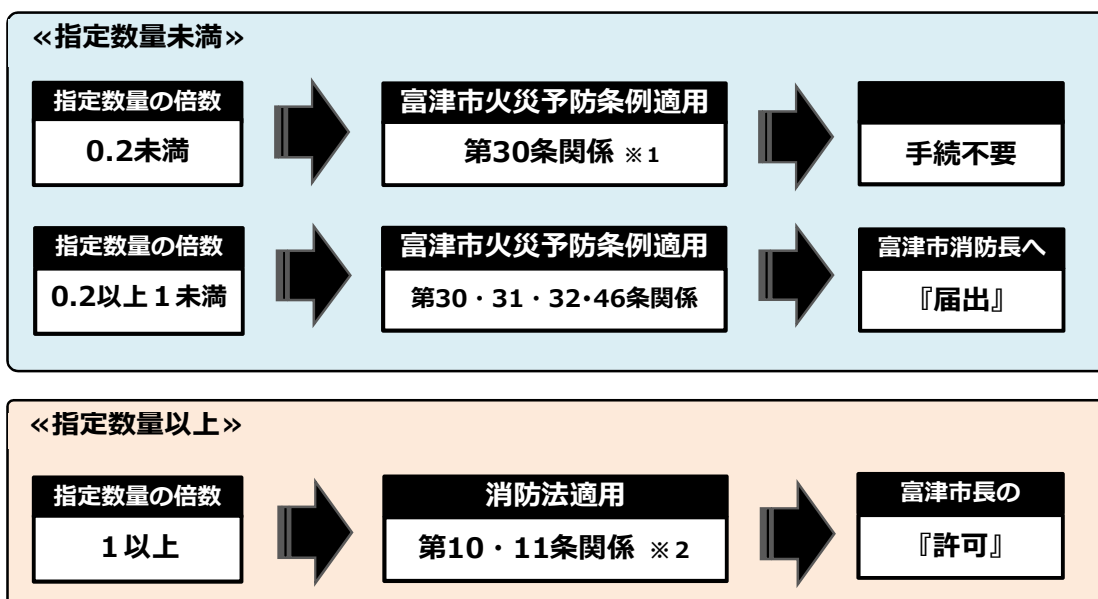 ≪指定数量未満≫
指定数量の倍数
0.2未満
富津市火災予防条例適用
第30条関係 ※１
手続不要
指定数量の倍数
0.2以上１未満
富津市火災予防条例適用
第30・31・32・46条関係
富津市消防長へ
『届出』
≪指定数量以上≫
指定数量の倍数
１以上
消防法適用
第10・11条関係 ※２
富津市長の
『許可』